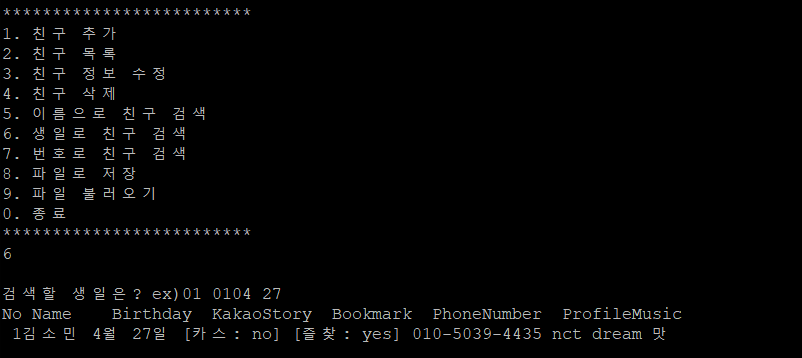 *************************
1. 친구 추가
2. 친구 목록
3. 친구 정보 수정
4. 친구 삭제
5. 이름으로 친구 검색
6. 생일로 친구 검색
7. 번호로 친구 검색
8. 파일로 저장
9. 파일 불러오기
0. 종료
*************************
6
검색할 생일은? ex)01 0104 27
No Name Birthday KakaoStory Bookmark PhoneNumber ProfileMusic
1김소민 4월 27일 [카스: no] [즐찾: yes] 010-5039-4435 nct dream 맛